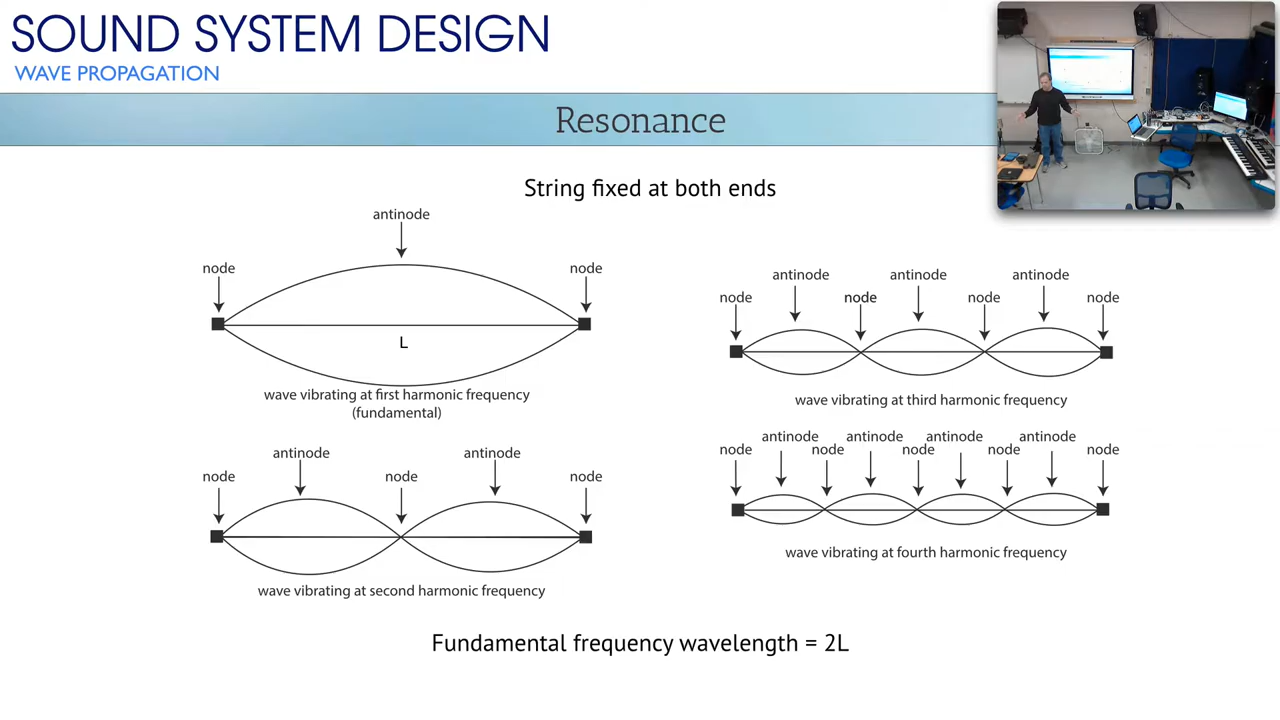 SOUND SYSTEM DESIGN
WAVE PROPAGATION
Resonance
String fixed at both ends
antinode
node
node
L
wave vibrating at first harmonic frequency
(fundamental)
antinode
antinode
node
node
node
wave vibrating at second harmonic frequency
antinode
antinode
antinode
node
node
node
node
wave vibrating at third harmonic frequency
antinode
antinode
antinode
antinode
node
node
node
node
node
wave vibrating at fourth harmonic frequency
Fundamental frequency wavelength = 2L